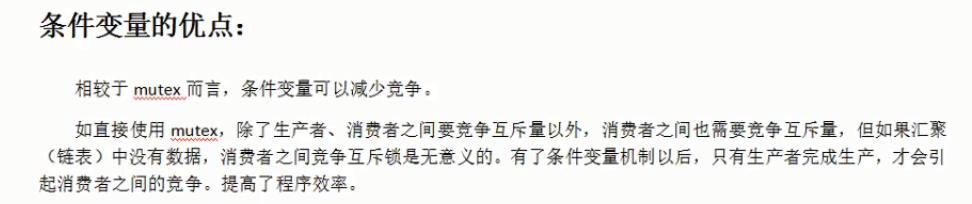 条件变量的优点：
相较于 mutex 而言，条件变量可以减少竞争。
如直接使用 mutex，除了生产者、消费者之间要竞争互斥量以外，消费者之间也需要竞争互斥量，但如果汇聚
（链表）中没有数据，消费者之间竞争互斥锁是无意义的。有了条件变量机制以后，只有生产者完成生产，才会引
起消费者之间的竞争。提高了程序效率。